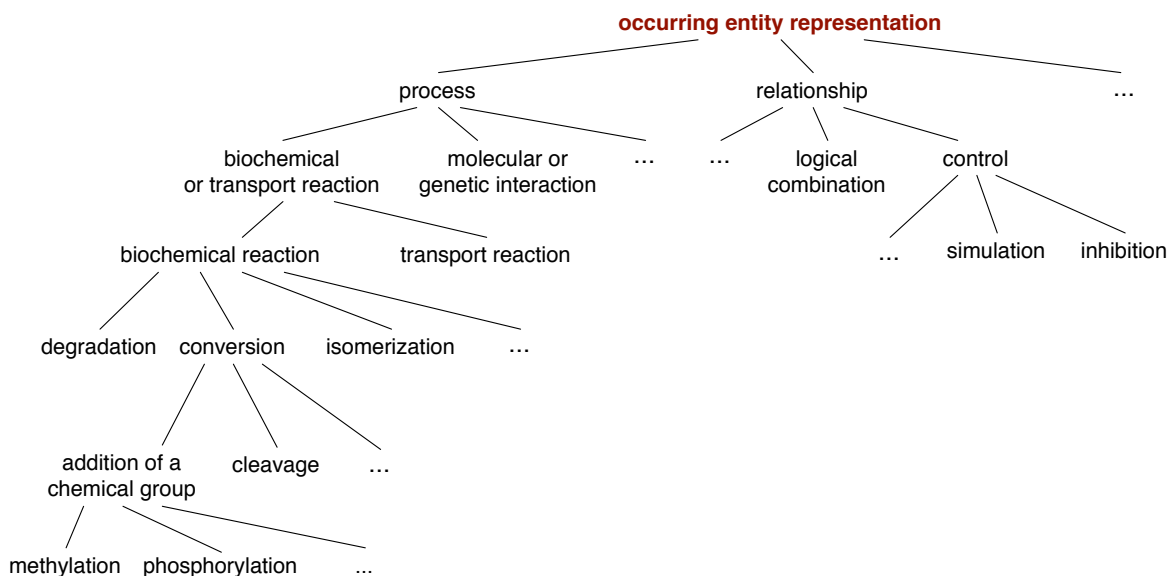 occurring entity representation
process
relationship
...
biochemical
or transport reaction
molecular or
genetic interaction
...
...
logical
combination
control
biochemical reaction
transport reaction
...
simulation
inhibition
degradation
conversion
isomerization
...
addition of a
chemical group
cleavage
...
methylation
phosphorylation
...